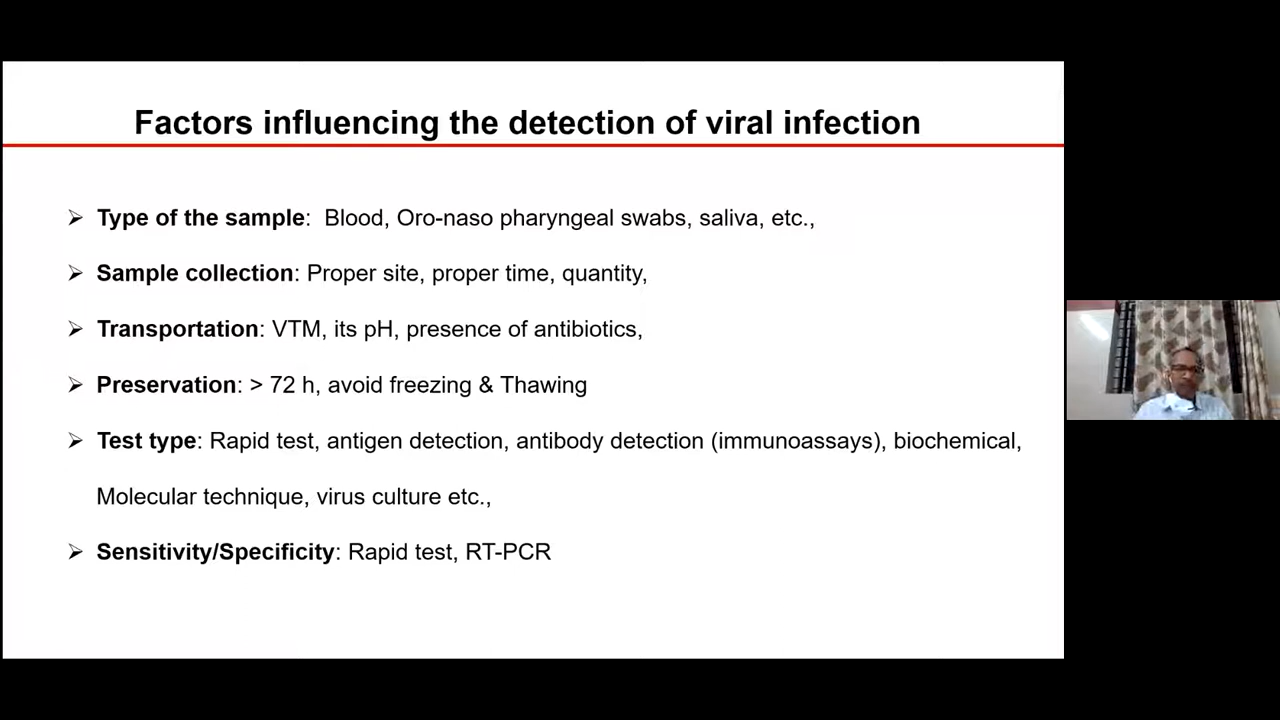 Factors influencing the detection of viral infection
➢ Type of the sample:  Blood, Oro-naso pharyngeal swabs, saliva, etc.,
➢ Sample collection: Proper site, proper time, quantity,
➢ Transportation: VTM, its pH, presence of antibiotics,
➢ Preservation: > 72 h, avoid freezing & Thawing
➢ Test type: Rapid test, antigen detection, antibody detection (immunoassays), biochemical,
Molecular technique, virus culture etc.,
➢ Sensitivity/Specificity: Rapid test, RT-PCR